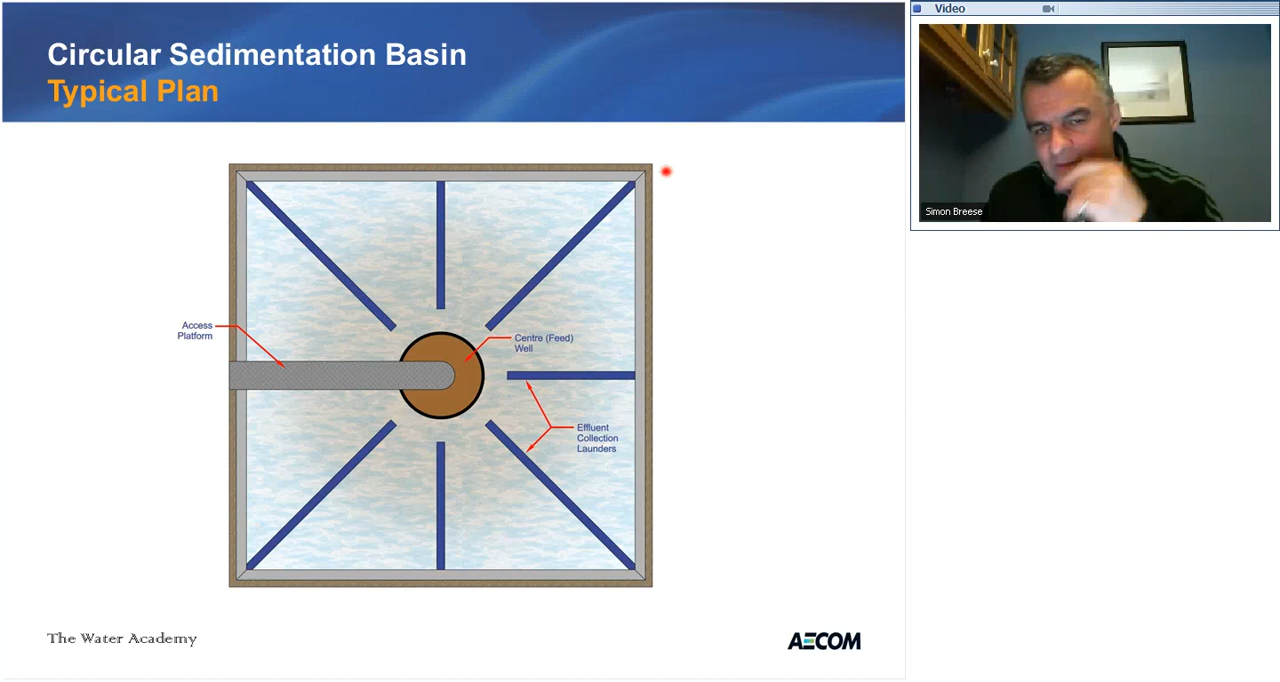 Circular Sedimentation Basin
Typical Plan
Access
Platform
Centre (Feed)
Well
Effluent
Collection
Launders
The Water Academy
AECOM
Video
Simon Breese